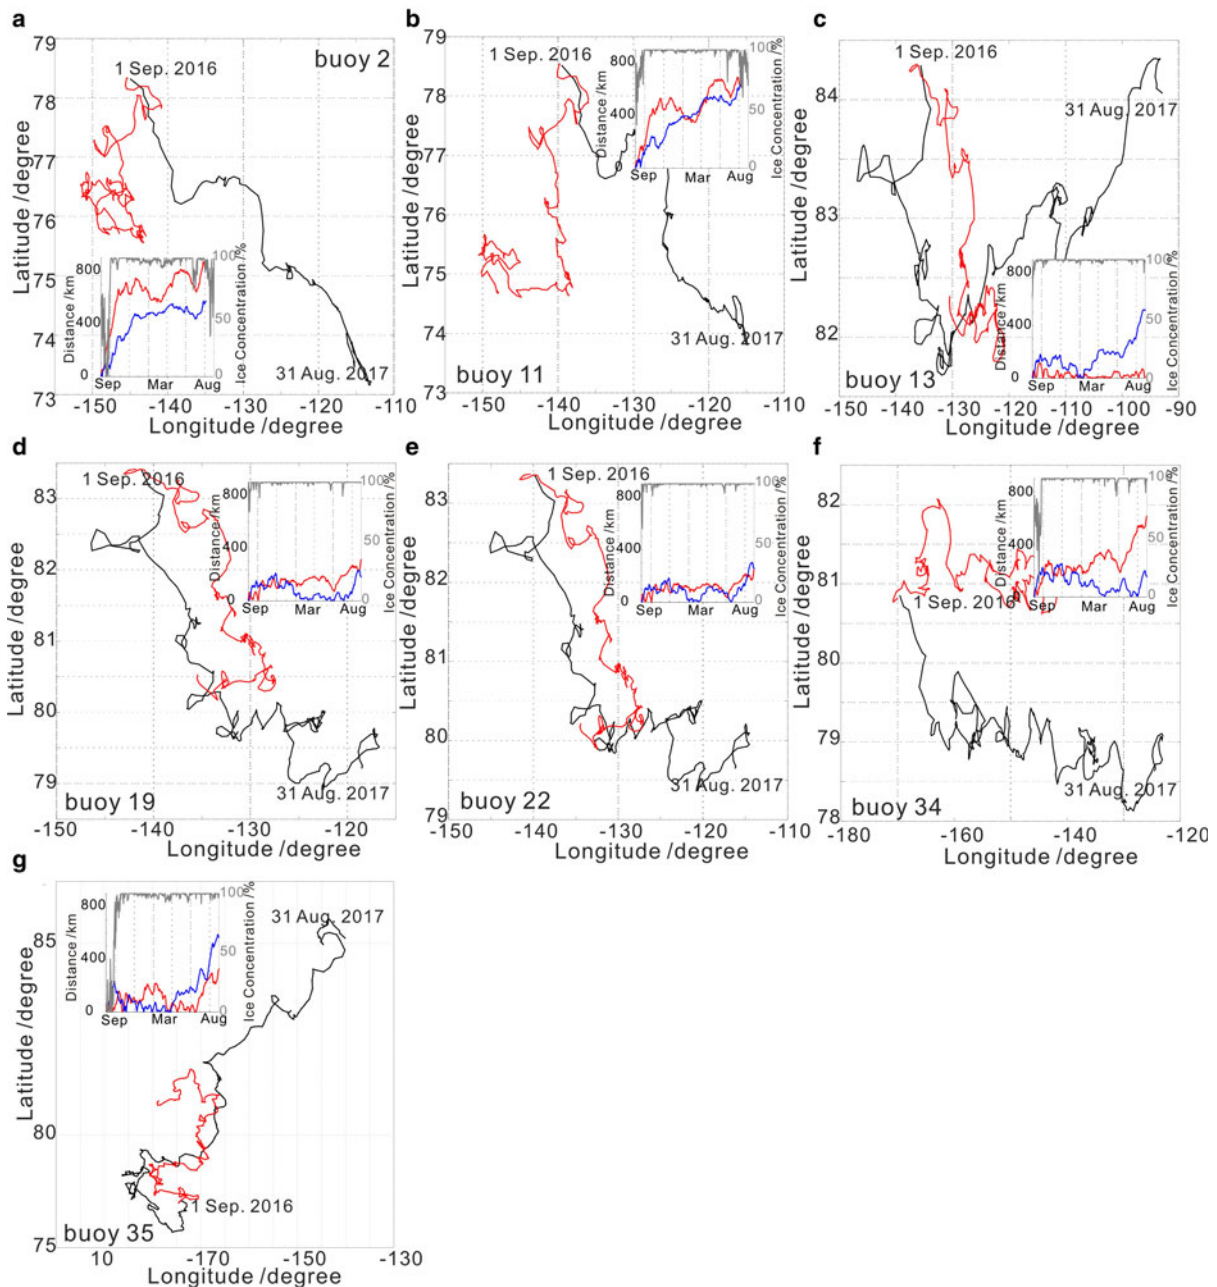 a
79
78
77
76
75
74
73
Latitude /degree
1 Sep. 2016
buoy 2
800
400
0
Distance /km
100
50
0
Ice Concentration /%
Sep
Mar
Aug
31 Aug. 2017
-150 -140 -130 -120 -110
Longitude /degree
b
79
78
77
76
75
74
73
Latitude /degree
1 Sep. 2016
800
400
0
Distance /km
100%
0
Ice Concentration /%
Sep
Mar
Aug
31 Aug. 2017
buoy 11
-150 -140 -130 -120 -110
Longitude /degree
c
84
83
82
Latitude /degree
1 Sep. 2016
31 Aug. 2017
800
400
0
Distance /km
100
50
0
Ice Concentration /%
Sep
Mar
Aug
buoy 13
-150 -140 -130 -120 -110 -100 -90
Longitude /degree
d
83
82
81
80
79
Latitude /degree
1 Sep. 2016
800
400
0
Distance /km
100
50
0
Ice Concentration /%
Sep
Mar
Aug
31 Aug. 2017
buoy 19
-150 -140 -130 -120
Longitude /degree
e
83
82
81
80
79
Latitude /degree
1 Sep. 2016
800
400
0
Distance /km
100
50
0
Ice Concentration /%
Sep
Mar
Aug
31 Aug. 2017
buoy 22
-150 -140 -130 -120 -110
Longitude /degree
f
82
81
80
79
78
Latitude /degree
1 Sep. 2016
800
400
0
Distance /km
100
50
0
Ice Concentration /%
Sep
Mar
Aug
31 Aug. 2017
buoy 34
-180 -160 -140 -120
Longitude /degree
g
85
80
75
Latitude /degree
800
400
0
Distance /km
100
50
0
Ice Concentration /%
Sep
Mar
Aug
31 Aug. 2017
1 Sep. 2016
buoy 35
10 -170 -150 -130
Longitude /degree